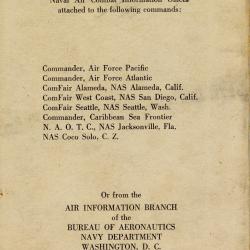 Naval Air Combat Information Officer
attached to the following commands:
Commander, Air Force Pacific
Commander, Air Force Atlantic
ComFair Alameda, NAS Alameda, Calif.
ComFair West Coast, NAS San Diego, Calif.
ComFair Seattle, NAS Seattle, Wash.
Commander, Caribbean Sea Frontier
N. A. O. T. C., NAS Jacksonville, Fla.
NAS Coco Solo, C. Z.
Or from the
AIR INFORMATION BRANCH
of the
BUREAU OF AERONAUTICS
NAVY DEPARTMENT
WASHINGTON, D. C.